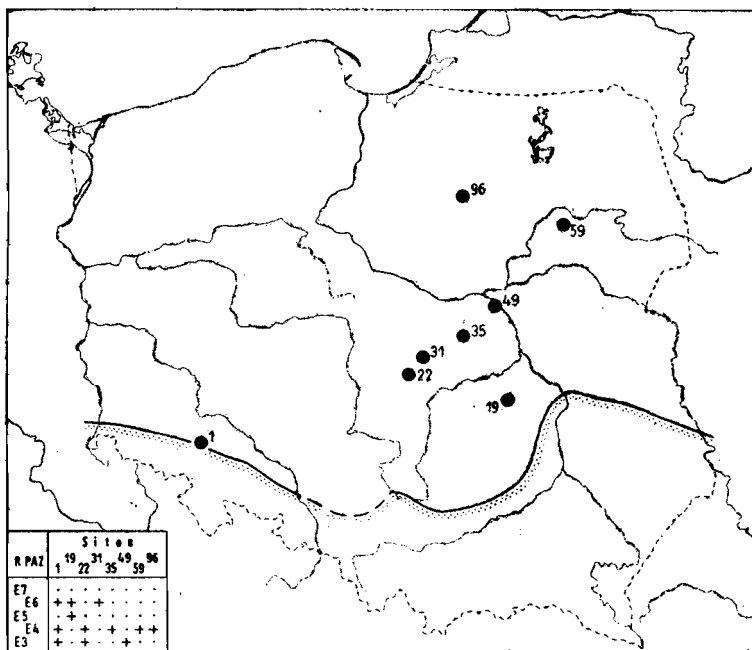 96
59
49
35
31
22
19
1
Sites
R PAZ 1 19 22 31 35 49 59 96
E7 . . . . . . . .
E6 + + . + . . . .
E5 . + . . . . . .
E4 + . + . + . + +
E3 + . + . . + . .